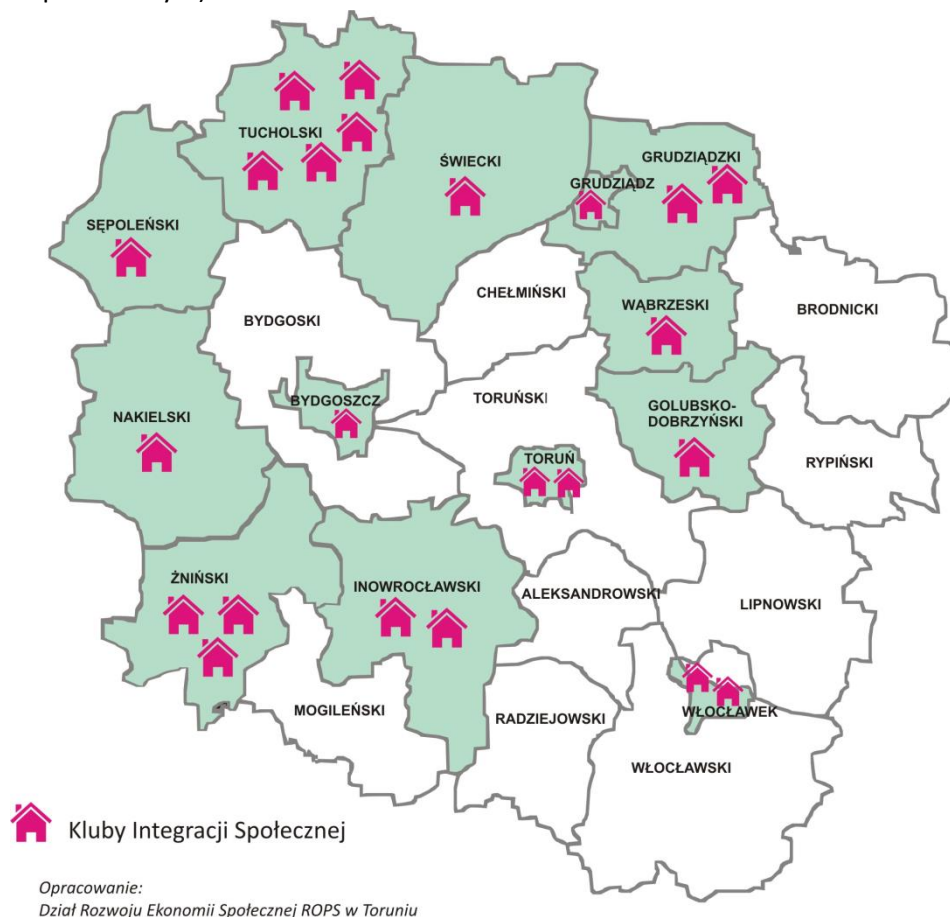 TUCHOLSKI
ŚWIECKI
GRUDZIĄDZKI
GRUDZIĄDZ
SĘPOLEŃSKI
CHEŁMIŃSKI
WĄBRZESKI
BRODNICKI
BYDGOSKI
BYDGOSZCZ
TORUŃSKI
GOLUBSKO-
DOBRZYŃSKI
NAKIELSKI
TORUŃ
RYPIŃSKI
ŻNIŃSKI
INOWROCŁAWSKI
ALEKSANDROWSKI
LIPNOWSKI
MOGILEŃSKI
RADZIEJOWSKI
WŁOCŁAWEK
WŁOCŁAWSKI
Kluby Integracji Społecznej
Opracowanie:
Dział Rozwoju Ekonomii Społecznej ROPS w Toruniu